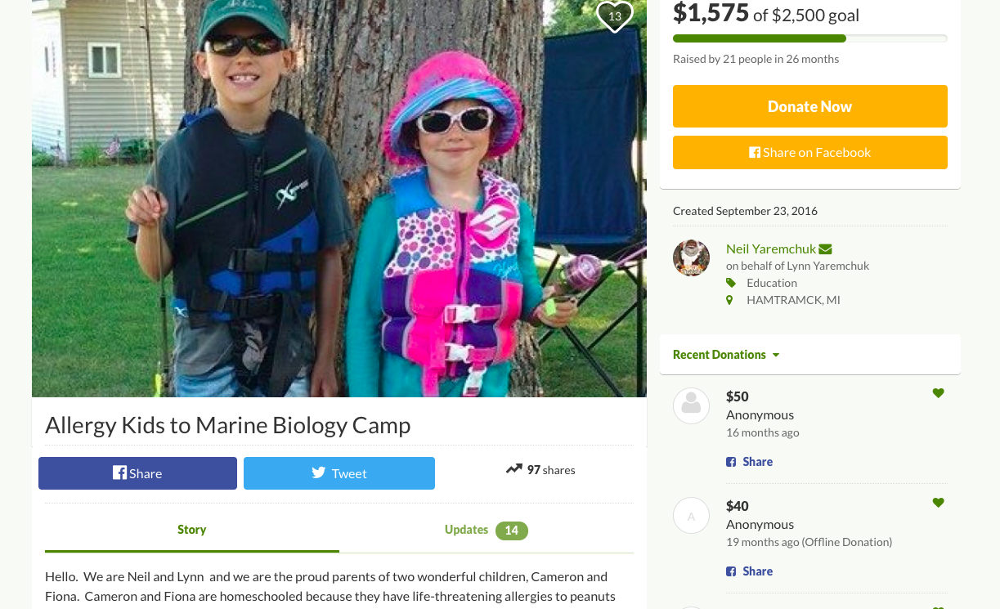 13
$1,575 of $2,500 goal
Raised by 21 people in 26 months
Donate Now
Share on Facebook
Created September 23, 2016
Neil Yaremchuk
on behalf of Lynn Yaremchuk
Education
HAMTRAMCK, MI
Recent Donations
$50
Anonymous
16 months ago
Share
A
$40
Anonymous
19 months ago (Offline Donation)
Share
Allergy Kids to Marine Biology Camp
Share
Tweet
97 shares
Story
Updates 14
Hello. We are Neil and Lynn and we are the proud parents of two wonderful children, Cameron and
Fiona. Cameron and Fiona are homeschooled because they have life-threatening allergies to peanuts